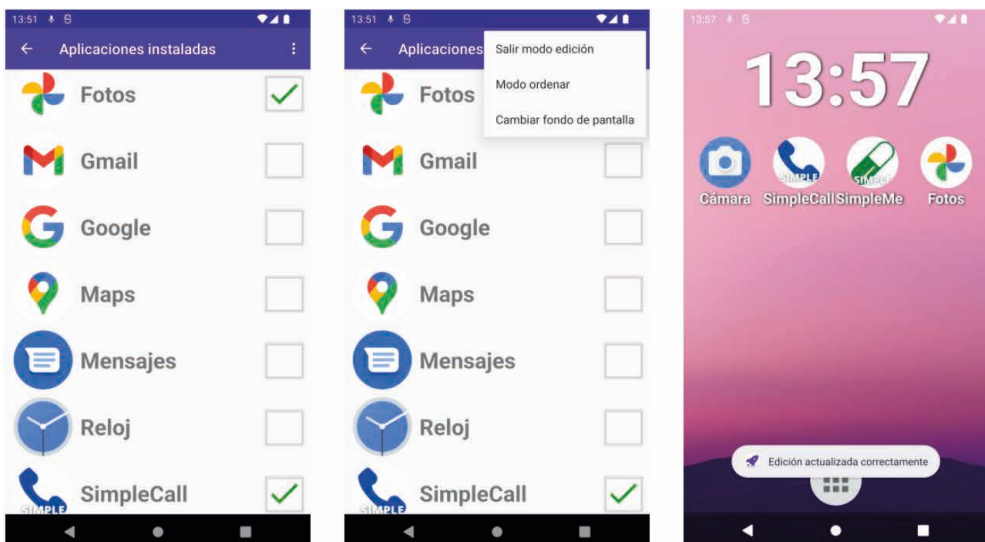 13:51
Aplicaciones instaladas
Fotos
Gmail
Google
Maps
Mensajes
Reloj
SimpleCall
SIMPLE
13:51
Aplicaciones
Salir modo edición
Modo ordenar
Cambiar fondo de pantalla
Fotos
Gmail
Google
Maps
Mensajes
Reloj
SimpleCall
SIMPLE
13:57
13:57
SIMPLE
SIMPLE
Cámara SimpleCall SimpleMe Fotos
Edición actualizada correctamente